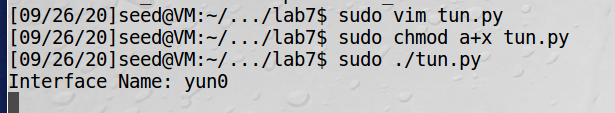 [09/26/20]seed@VM:~/.../lab7$ sudo vim tun.py
[09/26/20]seed@VM:~/.../lab7$ sudo chmod a+x tun.py
[09/26/20]seed@VM:~/.../lab7$ sudo ./tun.py
Interface Name: yun0